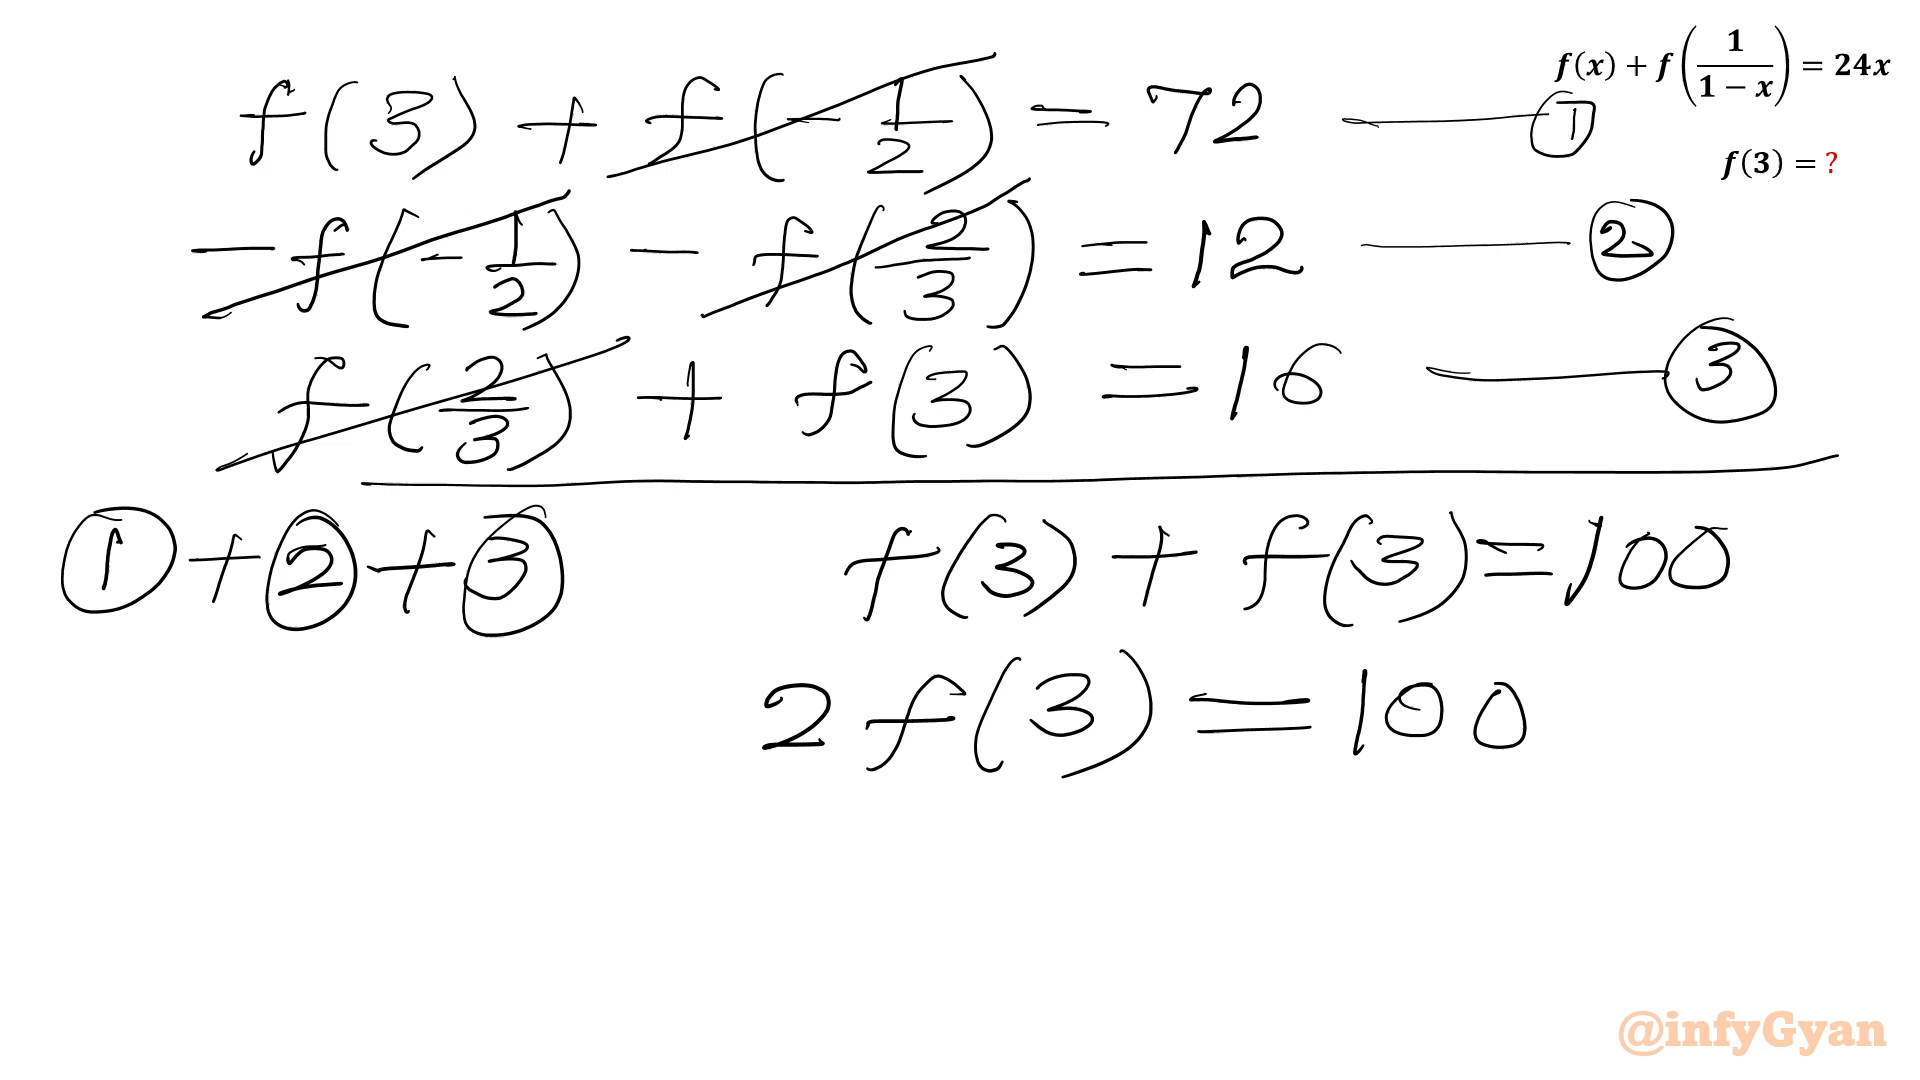 f(x) + f(1/(1 − x)) = 24x
f(3) = ?
f(3) + f(-1/2) = 72 — ①
- f(-1/2) - f(2/3) = 12 — ②
f(2/3) + f(3) = 16 — ③
① + ② + ③ f(3) + f(3) = 100
2 f(3) = 100
@infyGyan